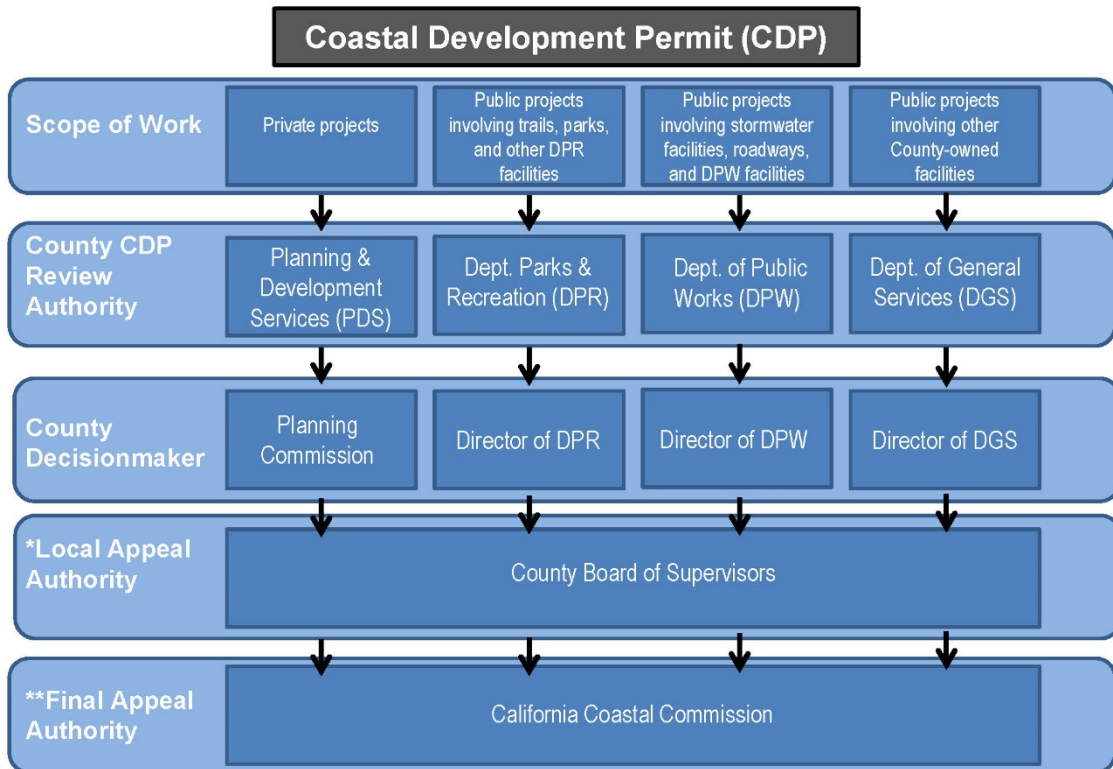 Coastal Development Permit (CDP)
Scope of Work
Private projects
Public projects
involving trails, parks,
and other DPR
facilities
Public projects
involving stormwater
facilities, roadways,
and DPW facilities
Public projects
involving other
County-owned
facilities
County CDP
Review
Authority
Planning &
Development
Services (PDS)
Dept. Parks &
Recreation (DPR)
Dept. of Public
Works (DPW)
Dept. of General
Services (DGS)
County
Decisionmaker
Planning
Commission
Director of DPR
Director of DPW
Director of DGS
*Local Appeal
Authority
County Board of Supervisors
**Final Appeal
Authority
California Coastal Commission